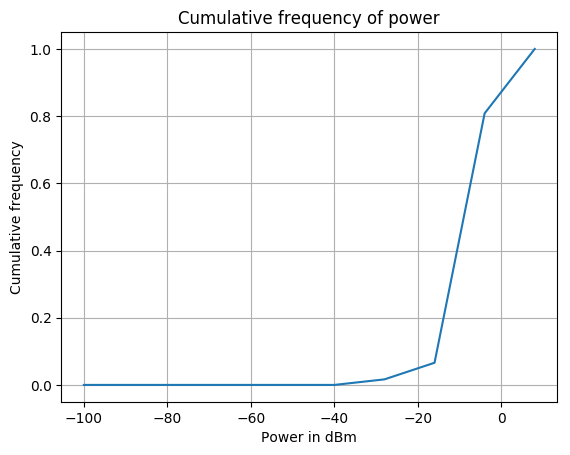 Cumulative frequency of power
1.0
0.8
0.6
0.4
0.2
0.0
Cumulative frequency
−100 −80 −60 −40 −20 0
Power in dBm